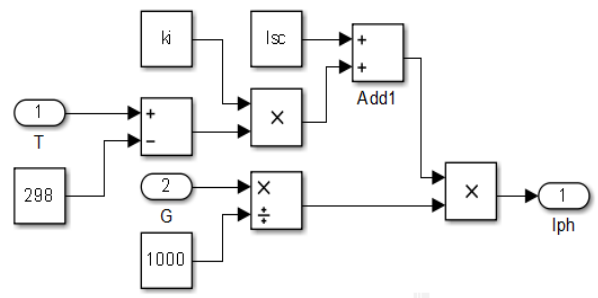 ki
Isc
+
+
Add1
1
T
+
−
×
298
2
G
×
÷
1000
×
1
Iph